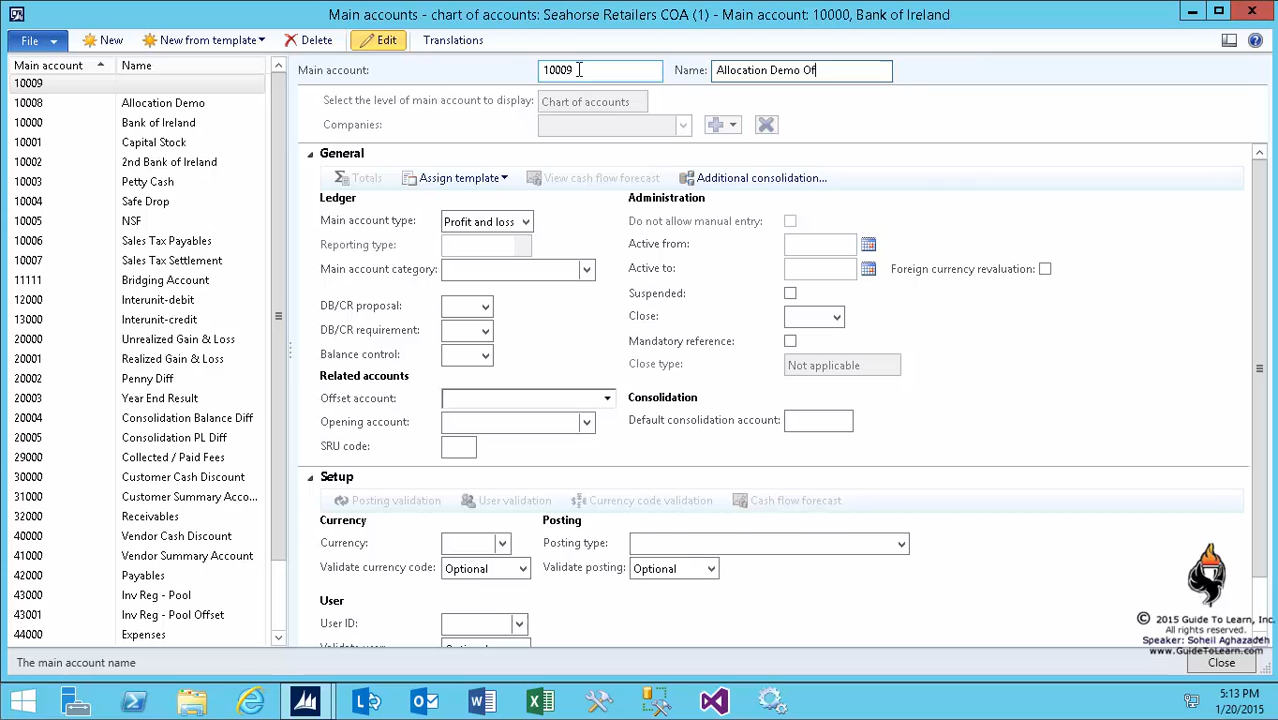 Main accounts - chart of accounts: Seahorse Retailers COA (1) - Main account: 10000, Bank of Ireland
File New New from template Delete Edit Translations
Main account Name
10009
10008 Allocation Demo
10000 Bank of Ireland
10001 Capital Stock
10002 2nd Bank of Ireland
10003 Petty Cash
10004 Safe Drop
10005 NSF
10006 Sales Tax Payables
10007 Sales Tax Settlement
11111 Bridging Account
12000 Interunit-debit
13000 Interunit-credit
20000 Unrealized Gain & Loss
20001 Realized Gain & Loss
20002 Penny Diff
20003 Year End Result
20004 Consolidation Balance Diff
20005 Consolidation PL Diff
29000 Collected / Paid Fees
30000 Customer Cash Discount
31000 Customer Summary Acco...
32000 Receivables
40000 Vendor Cash Discount
41000 Vendor Summary Account
42000 Payables
43000 Inv Reg - Pool
43001 Inv Reg - Pool Offset
44000 Expenses
Main account: 10009 Name: Allocation Demo Of
Select the level of main account to display: Chart of accounts
Companies:
General
Totals Assign template View cash flow forecast Additional consolidation...
Ledger Administration
Main account type: Profit and loss Do not allow manual entry:
Reporting type: Active from:
Main account category: Active to: Foreign currency revaluation:
DB/CR proposal: Suspended:
DB/CR requirement: Close:
Balance control: Mandatory reference:
Related accounts Close type: Not applicable
Offset account: Consolidation
Opening account: Default consolidation account:
SRU code:
Setup
Posting validation User validation Currency code validation Cash flow forecast
Currency Posting
Currency: Posting type:
Validate currency code: Optional Validate posting: Optional
User
User ID:
© 2015 Guide To Learn, Inc.
All rights reserved.
Speaker: Soheil Aghazadeh
www.GuideToLearn.com
The main account name Close
5:13 PM
1/20/2015